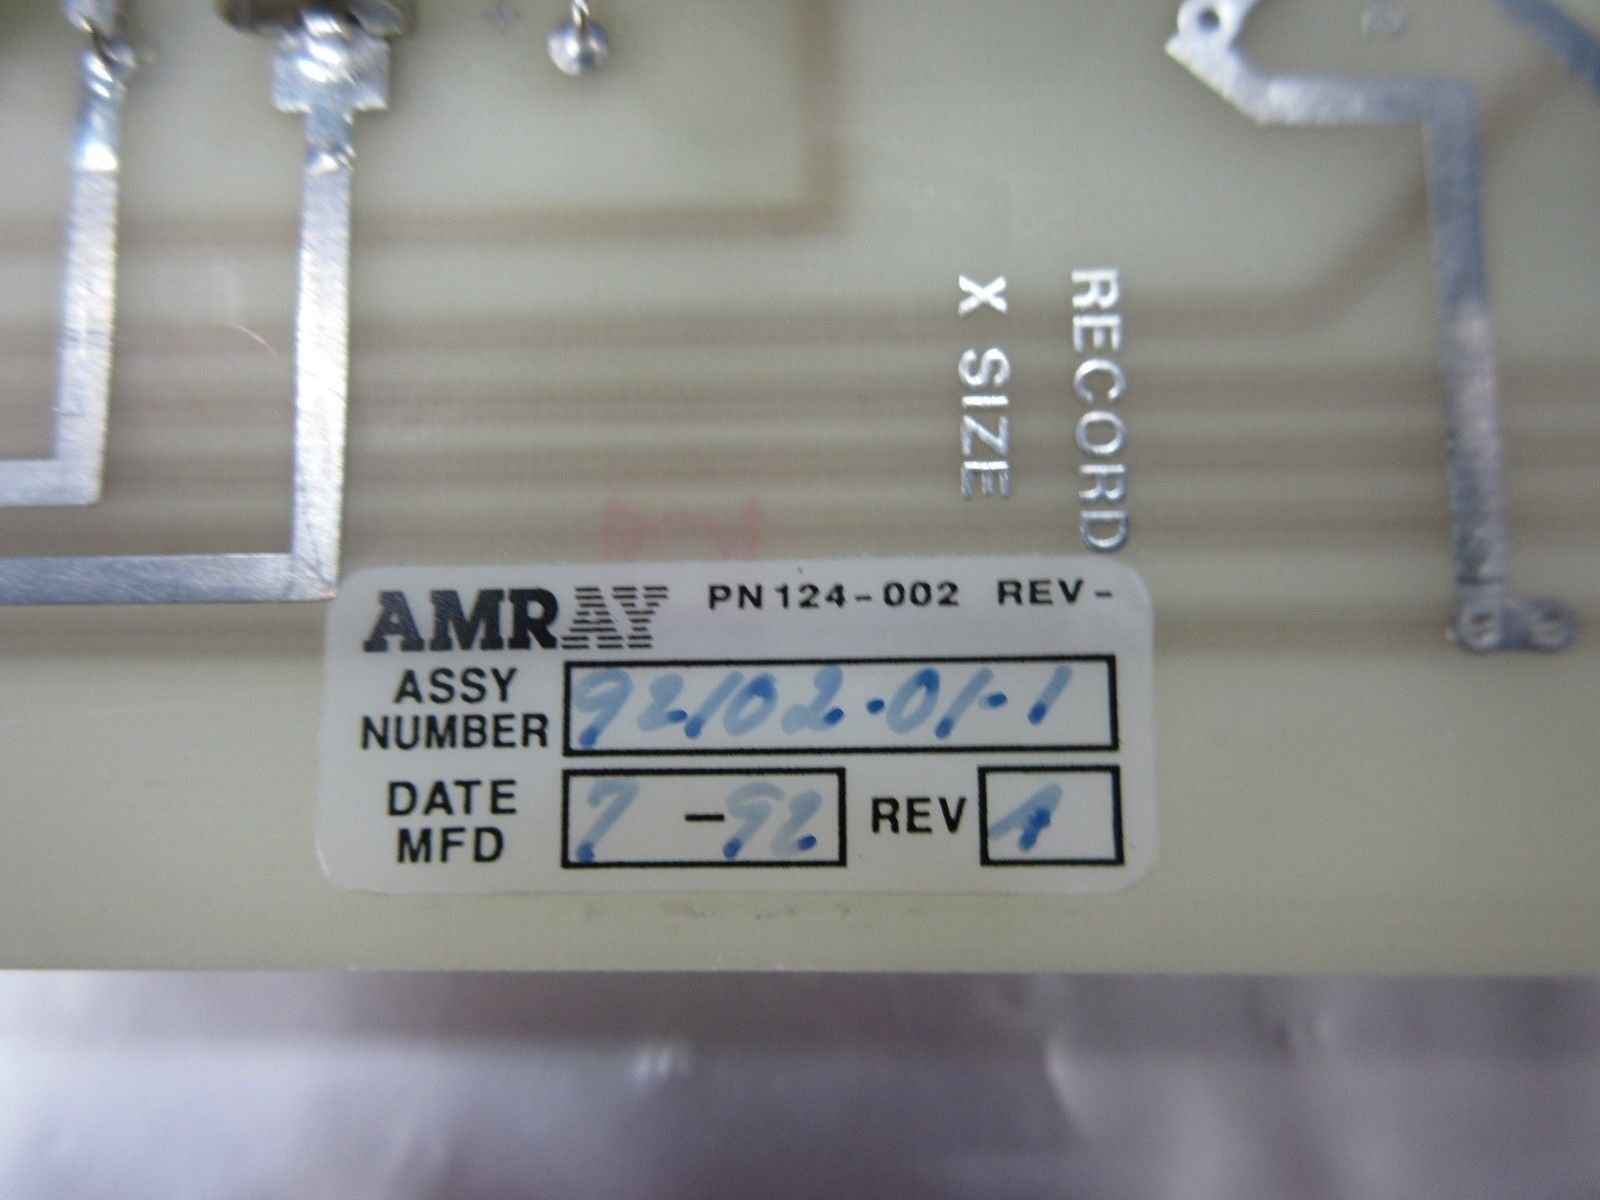 RECORD
X SIZE
AMRAY PN 124-002 REV -
ASSY NUMBER 92102-01-1
DATE MFD 7-92 REV A